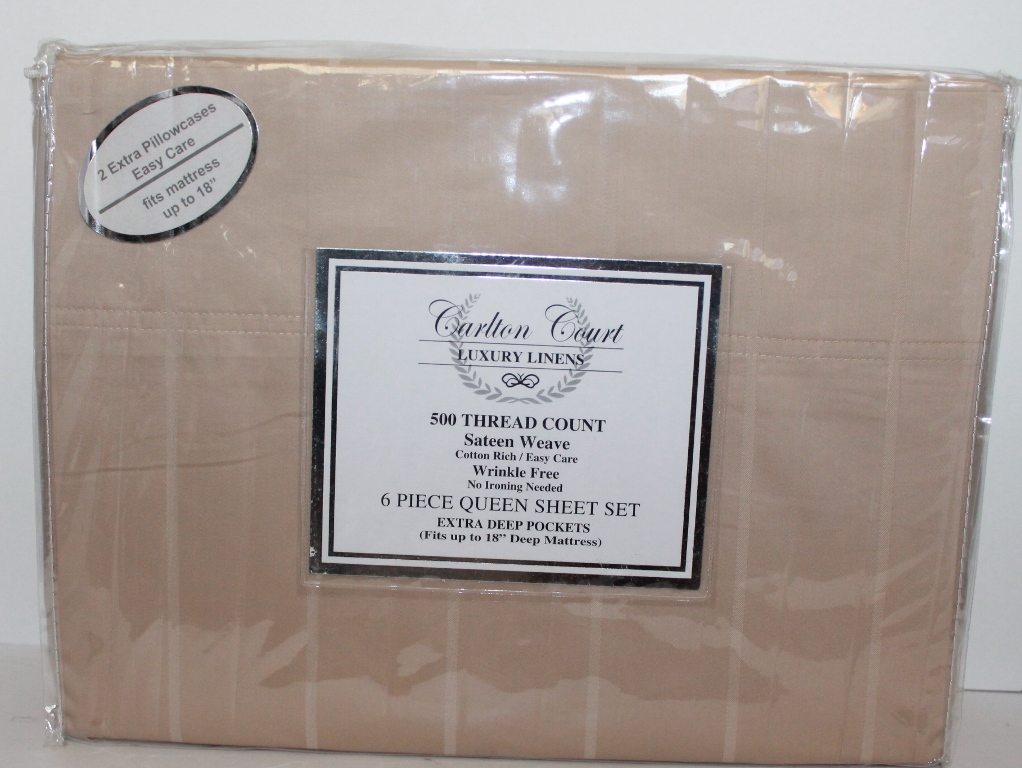 2 Extra Pillowcases
Easy Care
fits mattress
up to 18"
Carlton Court
LUXURY LINENS
500 THREAD COUNT
Sateen Weave
Cotton Rich / Easy Care
Wrinkle Free
No Ironing Needed
6 PIECE QUEEN SHEET SET
EXTRA DEEP POCKETS
(Fits up to 18” Deep Mattress)